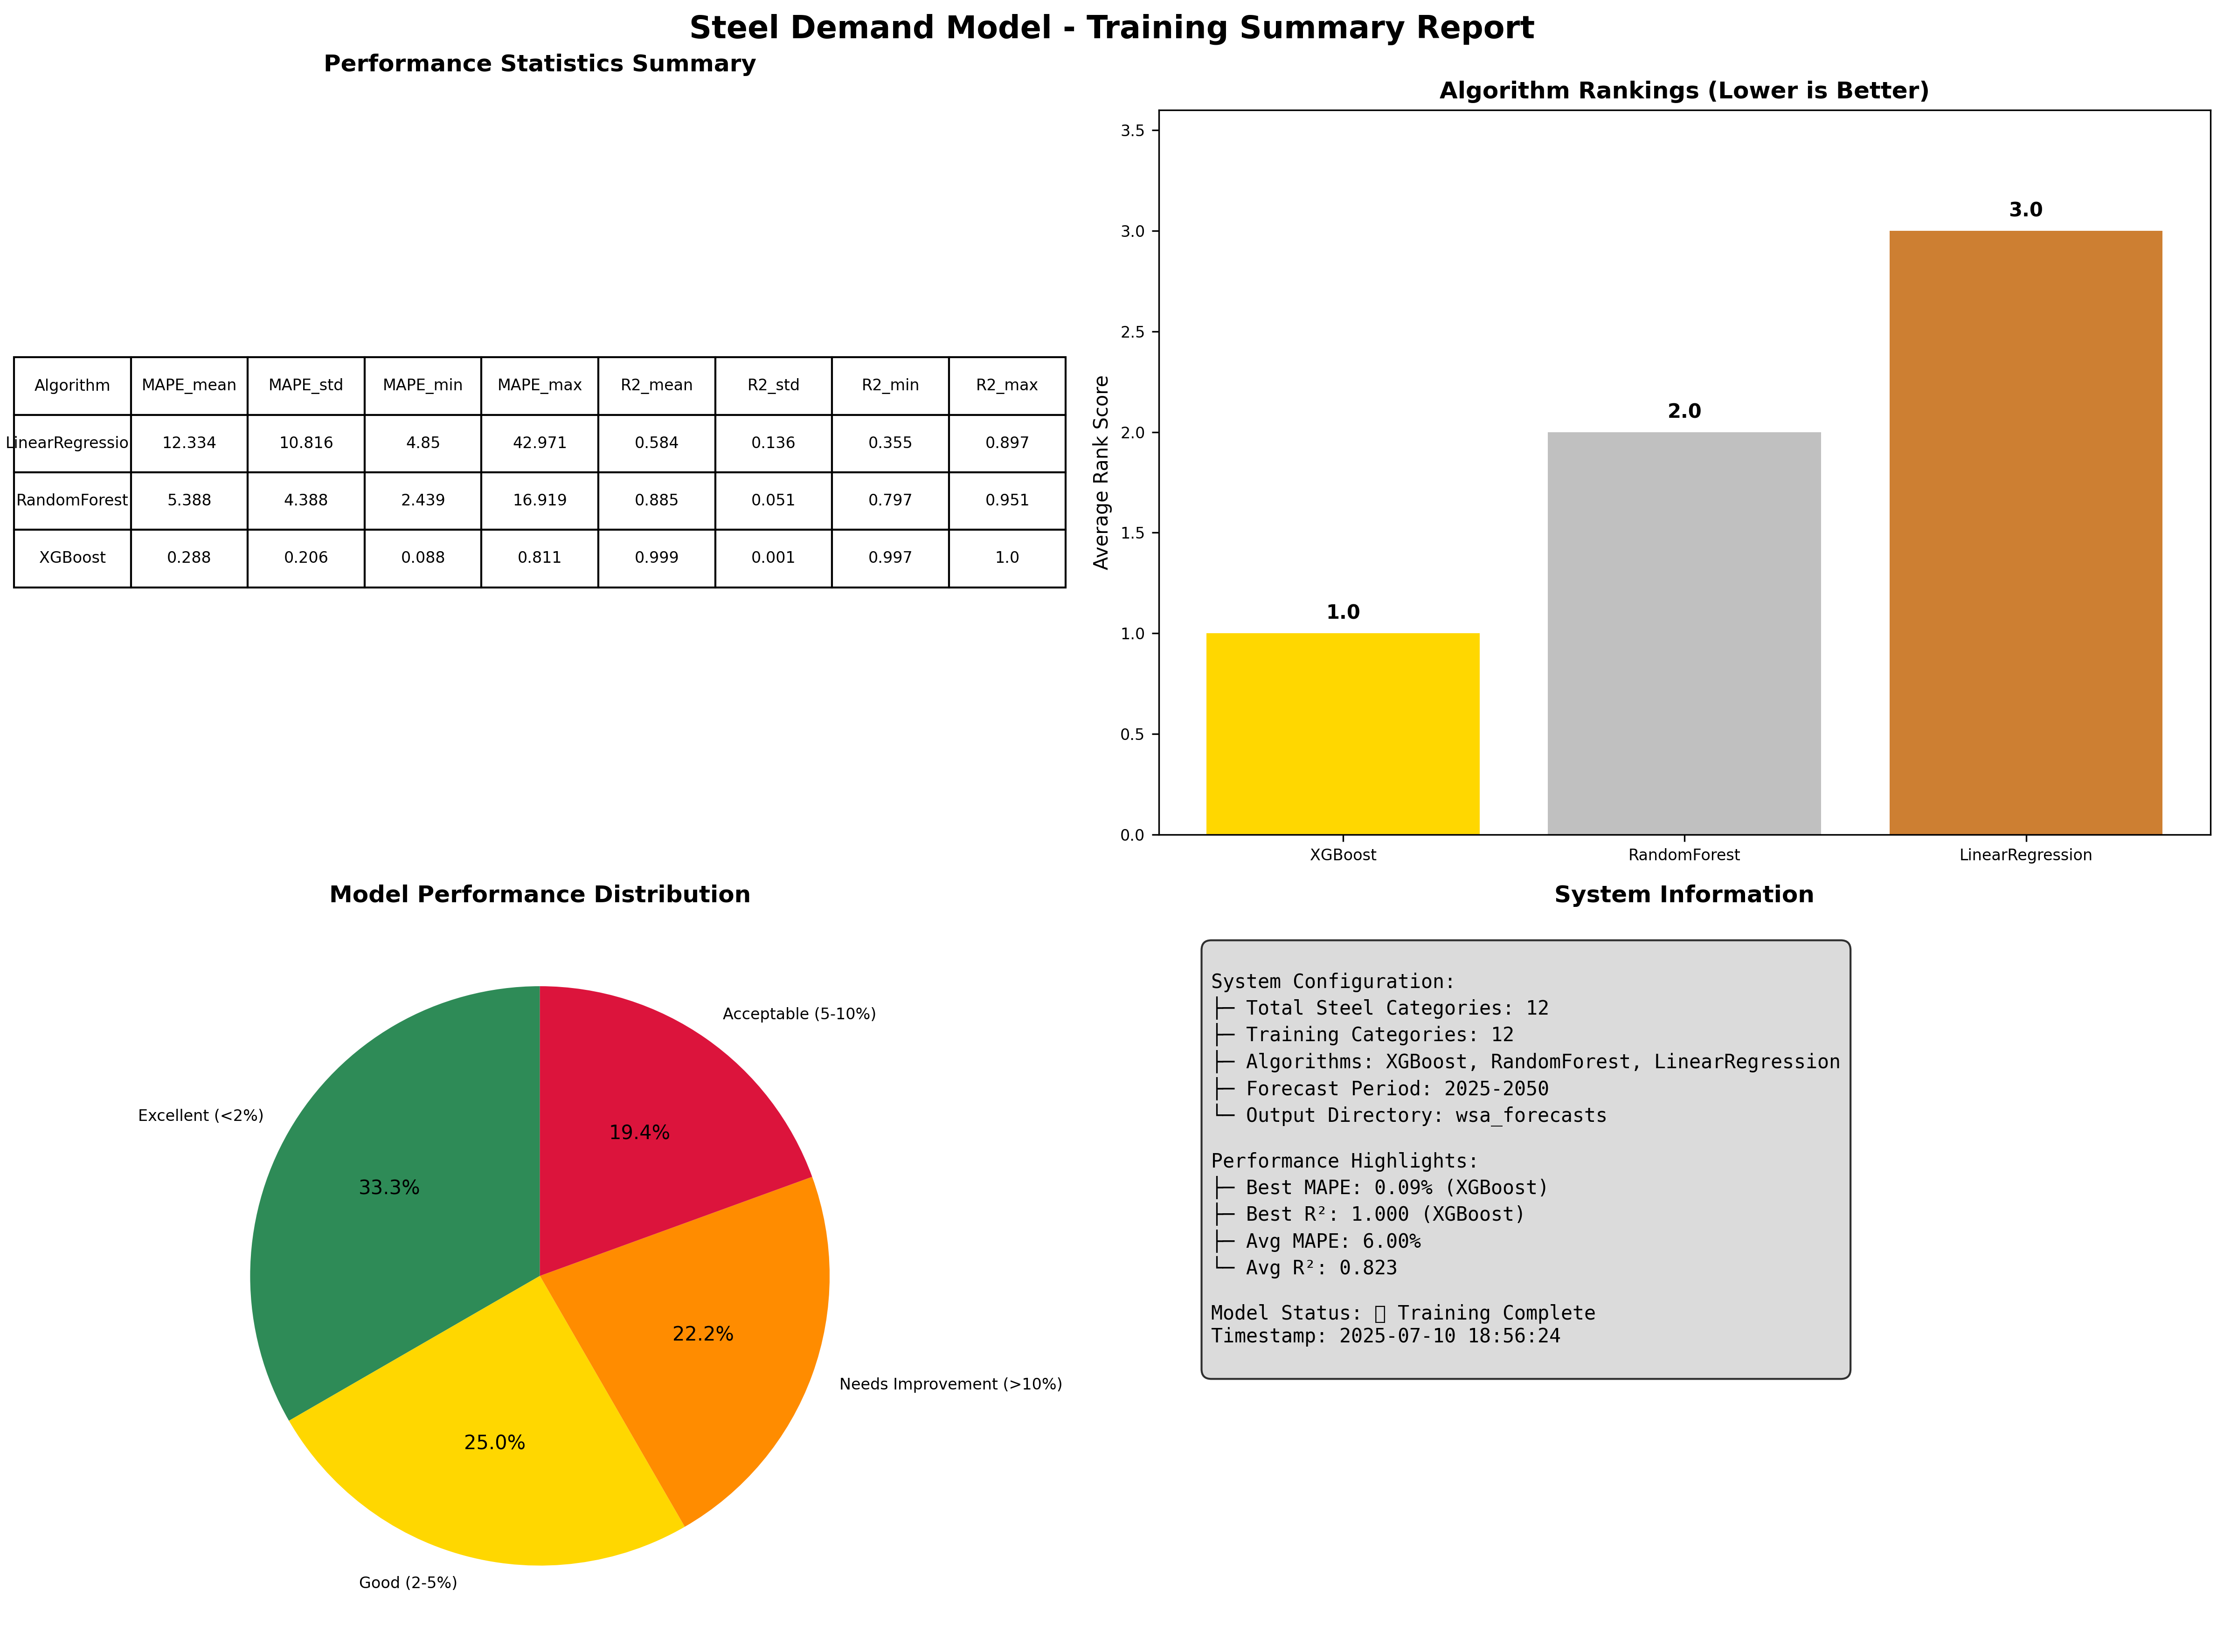 Steel Demand Model - Training Summary Report
Performance Statistics Summary
Algorithm MAPE_mean MAPE_std MAPE_min MAPE_max R2_mean R2_std R2_min R2_max
LinearRegressio 12.334 10.816 4.85 42.971 0.584 0.136 0.355 0.897
RandomForest 5.388 4.388 2.439 16.919 0.885 0.051 0.797 0.951
XGBoost 0.288 0.206 0.088 0.811 0.999 0.001 0.997 1.0
Algorithm Rankings (Lower is Better)
Average Rank Score
3.5
3.0
2.5
2.0
1.5
1.0
0.5
0.0
1.0
2.0
3.0
XGBoost RandomForest LinearRegression
Model Performance Distribution
Acceptable (5-10%)
19.4%
Excellent (<2%)
33.3%
22.2%
Needs Improvement (>10%)
25.0%
Good (2-5%)
System Information
System Configuration:
├─ Total Steel Categories: 12
├─ Training Categories: 12
├─ Algorithms: XGBoost, RandomForest, LinearRegression
├─ Forecast Period: 2025-2050
└─ Output Directory: wsa_forecasts
Performance Highlights:
├─ Best MAPE: 0.09% (XGBoost)
├─ Best R²: 1.000 (XGBoost)
├─ Avg MAPE: 6.00%
└─ Avg R²: 0.823
Model Status: ▯ Training Complete
Timestamp: 2025-07-10 18:56:24